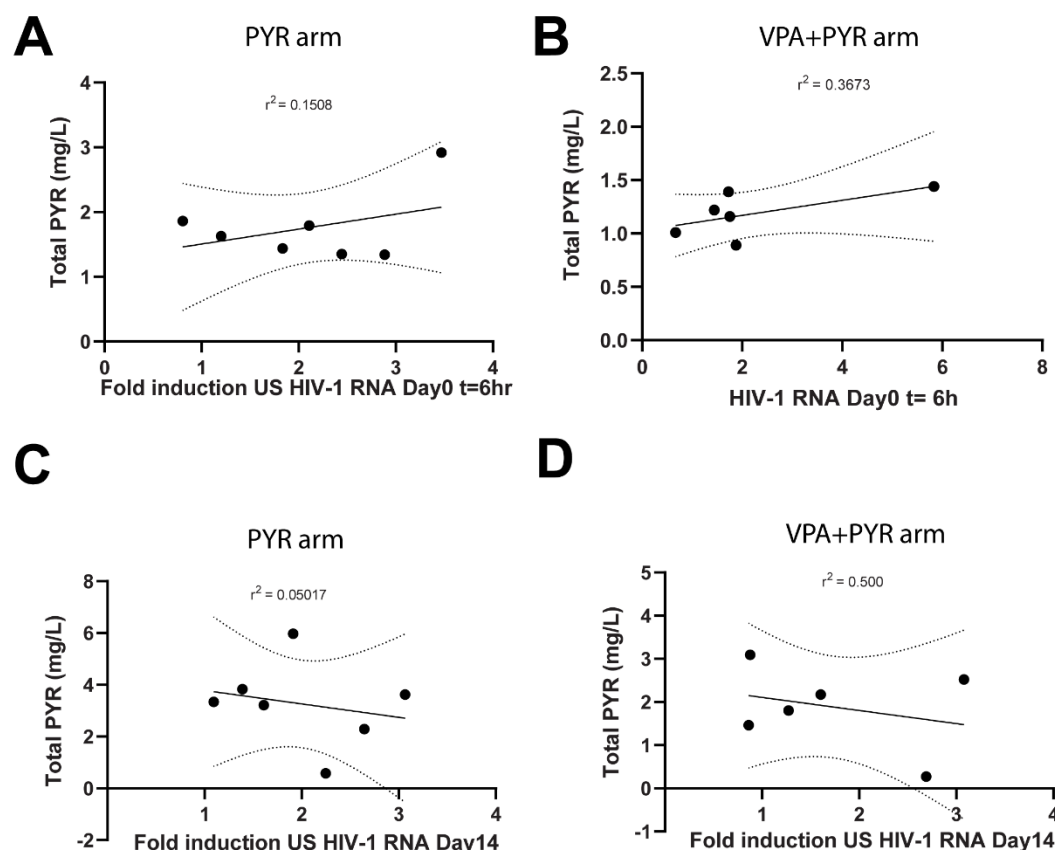 A
PYR arm
r² = 0.1508
Total PYR (mg/L)
4
3
2
1
0
0 1 2 3 4
Fold induction US HIV-1 RNA Day0 t=6hr
B
VPA+PYR arm
r² = 0.3673
Total PYR (mg/L)
2.5
2.0
1.5
1.0
0.5
0.0
0 2 4 6 8
HIV-1 RNA Day0 t= 6h
C
PYR arm
r² = 0.05017
Total PYR (mg/L)
8
6
4
2
0
-2
1 2 3 4
Fold induction US HIV-1 RNA Day14
D
VPA+PYR arm
r² = 0.500
Total PYR (mg/L)
5
4
3
2
1
0
-1
1 2 3 4
Fold induction US HIV-1 RNA Day14